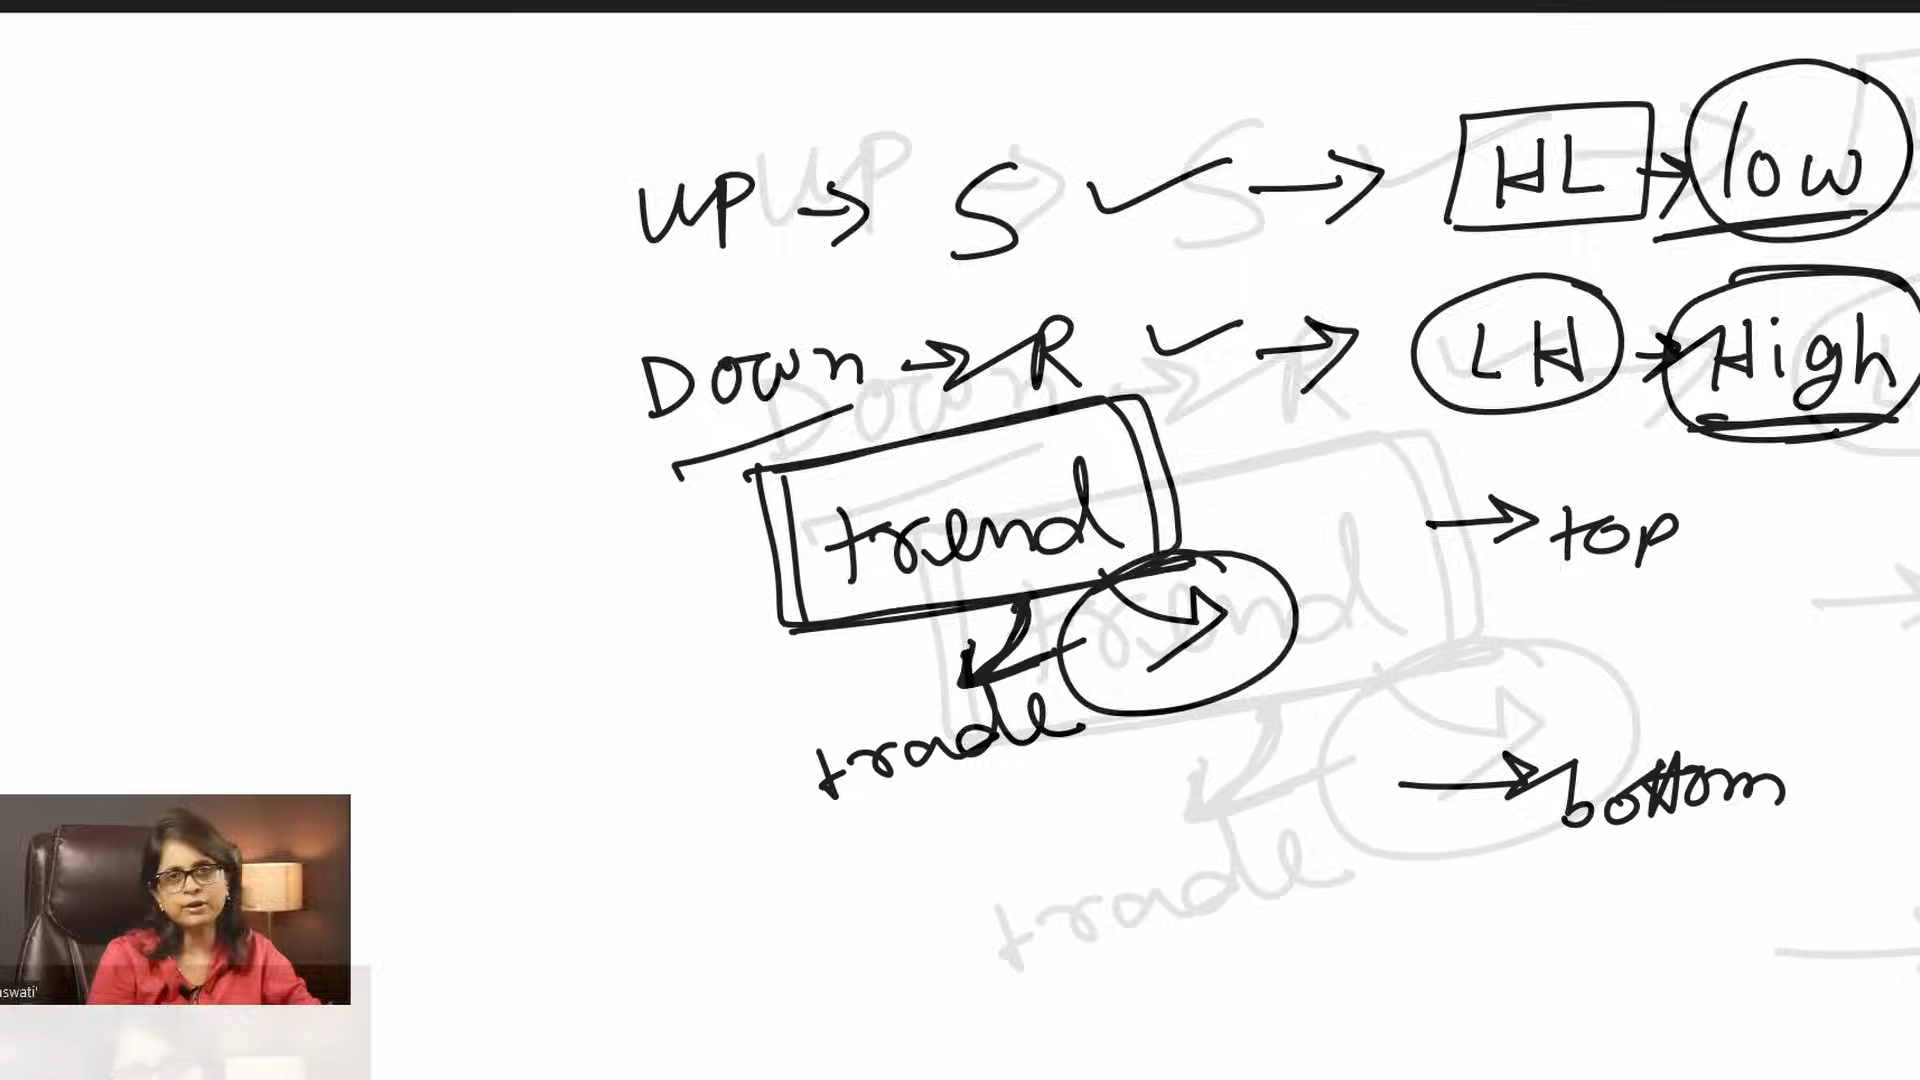 UP → S ✓ → HL → low
Down → R ✓ → LH → High
trend
→ top
trade
→ bottom
aswati'